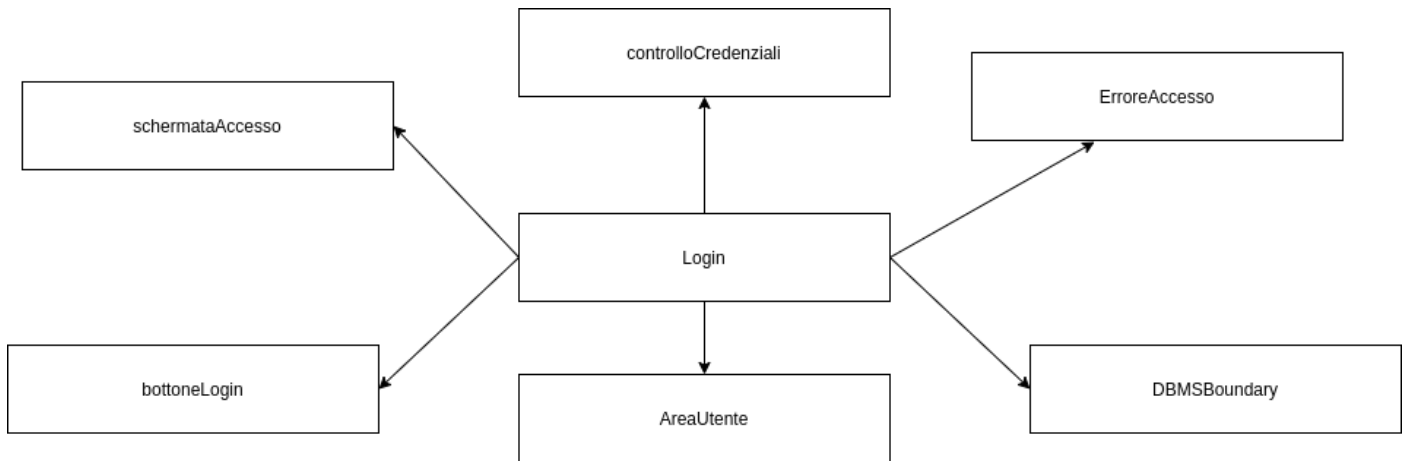 controlloCredenziali
ErroreAccesso
schermataAccesso
Login
bottoneLogin
DBMSBoundary
AreaUtente